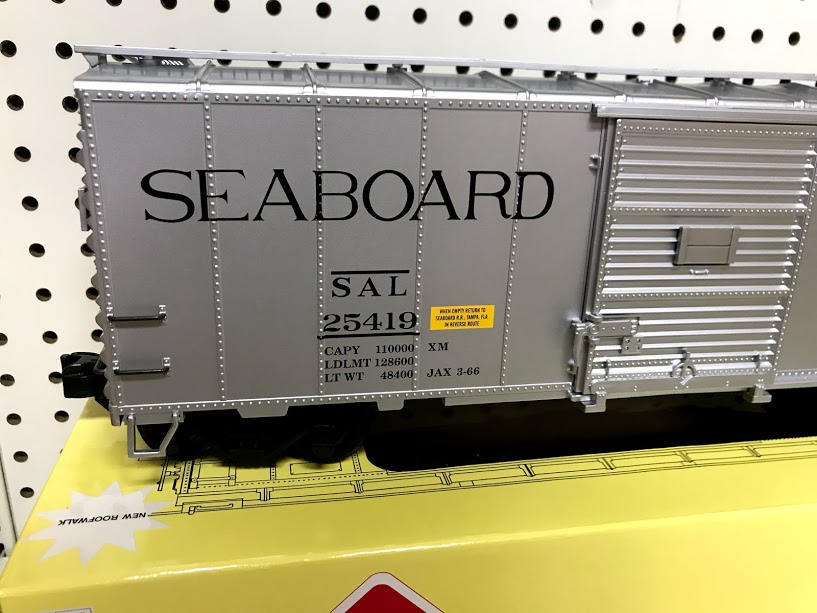 SEABOARD
SAL
25419
WHEN EMPTY RETURN TO
SEABOARD R.R., TAMPA, FLA.
IN REVERSE ROUTE
CAPY 110000 XM
LDLMT 128600
LT WT 48400 JAX 3-66
NEW ROOFWALK